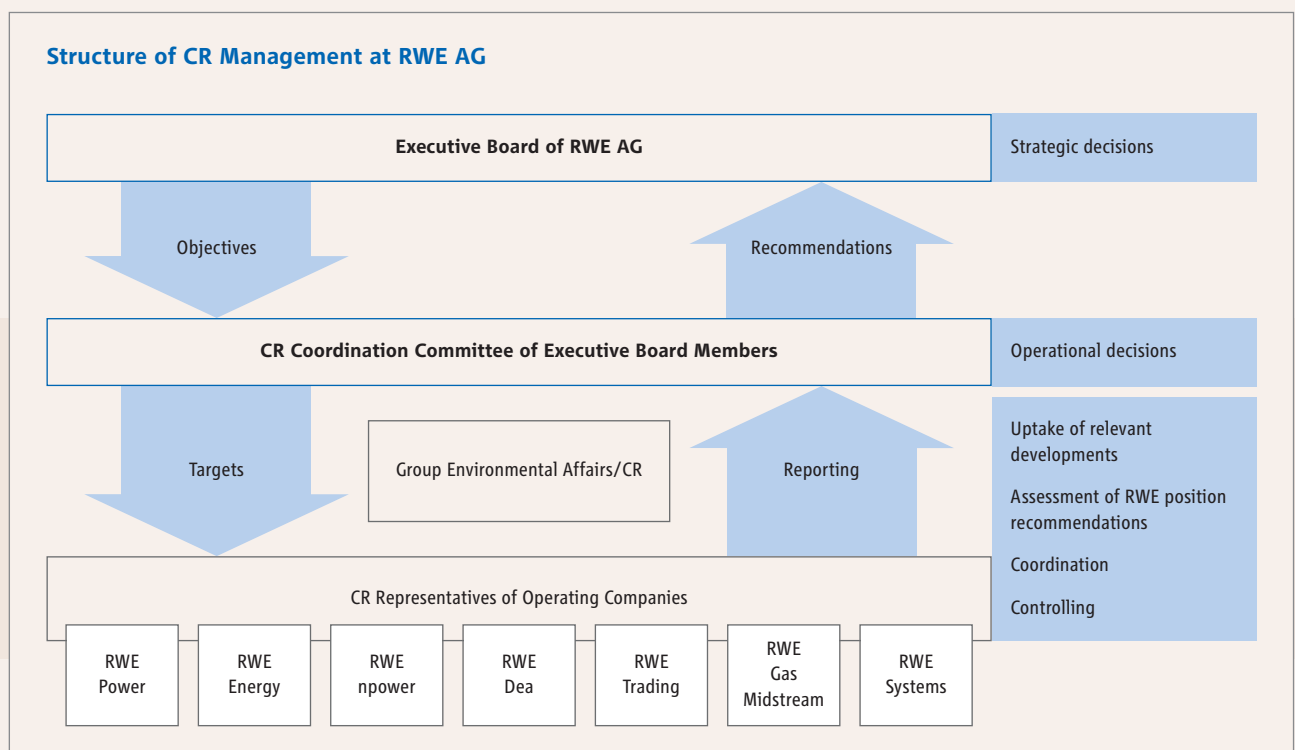 Structure of CR Management at RWE AG
Executive Board of RWE AG
Strategic decisions
Objectives
Recommendations
CR Coordination Committee of Executive Board Members
Operational decisions
Targets
Group Environmental Affairs/CR
Reporting
Uptake of relevant
developments
Assessment of RWE position
recommendations
Coordination
Controlling
CR Representatives of Operating Companies
RWE
Power
RWE
Energy
RWE
npower
RWE
Dea
RWE
Trading
RWE
Gas
Midstream
RWE
Systems